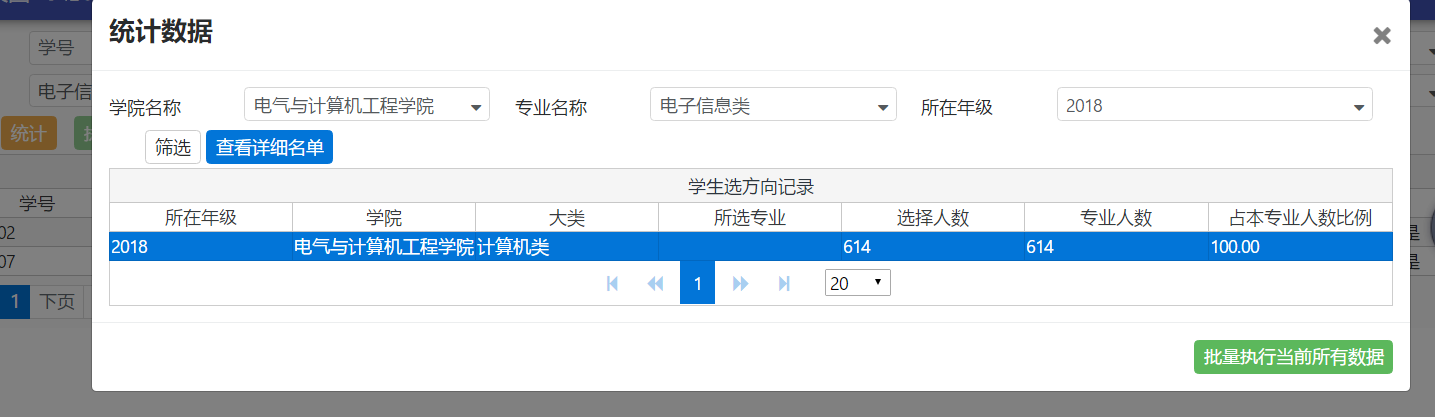 统计数据
学号
学院名称 电气与计算机工程学院 专业名称 电子信息类 所在年级 2018
电子信
统计
筛选 查看详细名单
学生选方向记录
学号
所在年级 学院 大类 所选专业 选择人数 专业人数 占本专业人数比例
02 是
2018 电气与计算机工程学院 计算机类 614 614 100.00
07 是
1 20
1 下页
批量执行当前所有数据